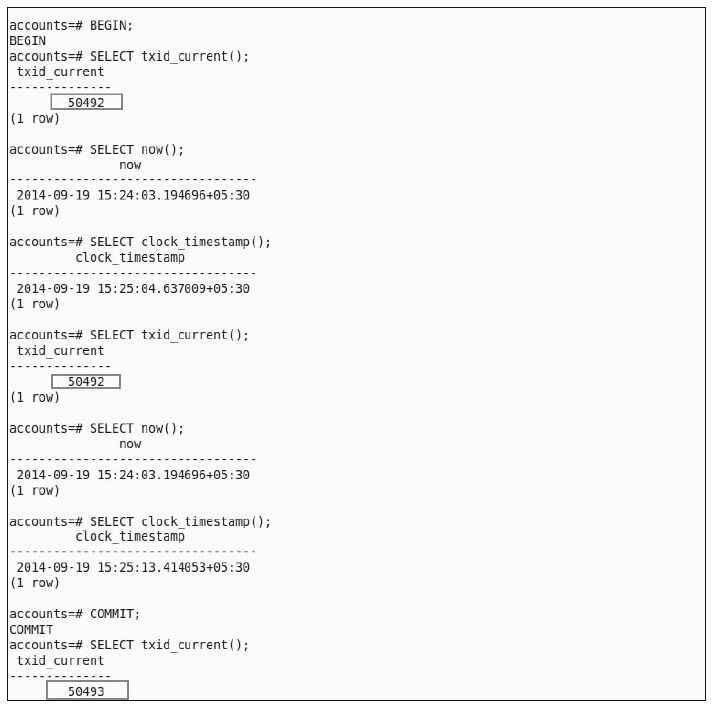 accounts=# BEGIN;
BEGIN
accounts=# SELECT txid_current();
 txid_current
--------------
        50492
(1 row)

accounts=# SELECT now();
               now
----------------------------------
 2014-09-19 15:24:03.194696+05:30
(1 row)

accounts=# SELECT clock_timestamp();
         clock_timestamp
----------------------------------
 2014-09-19 15:25:04.637009+05:30
(1 row)

accounts=# SELECT txid_current();
 txid_current
--------------
        50492
(1 row)

accounts=# SELECT now();
               now
----------------------------------
 2014-09-19 15:24:03.194696+05:30
(1 row)

accounts=# SELECT clock_timestamp();
         clock_timestamp
----------------------------------
 2014-09-19 15:25:13.414053+05:30
(1 row)

accounts=# COMMIT;
COMMIT
accounts=# SELECT txid_current();
 txid_current
--------------
        50493